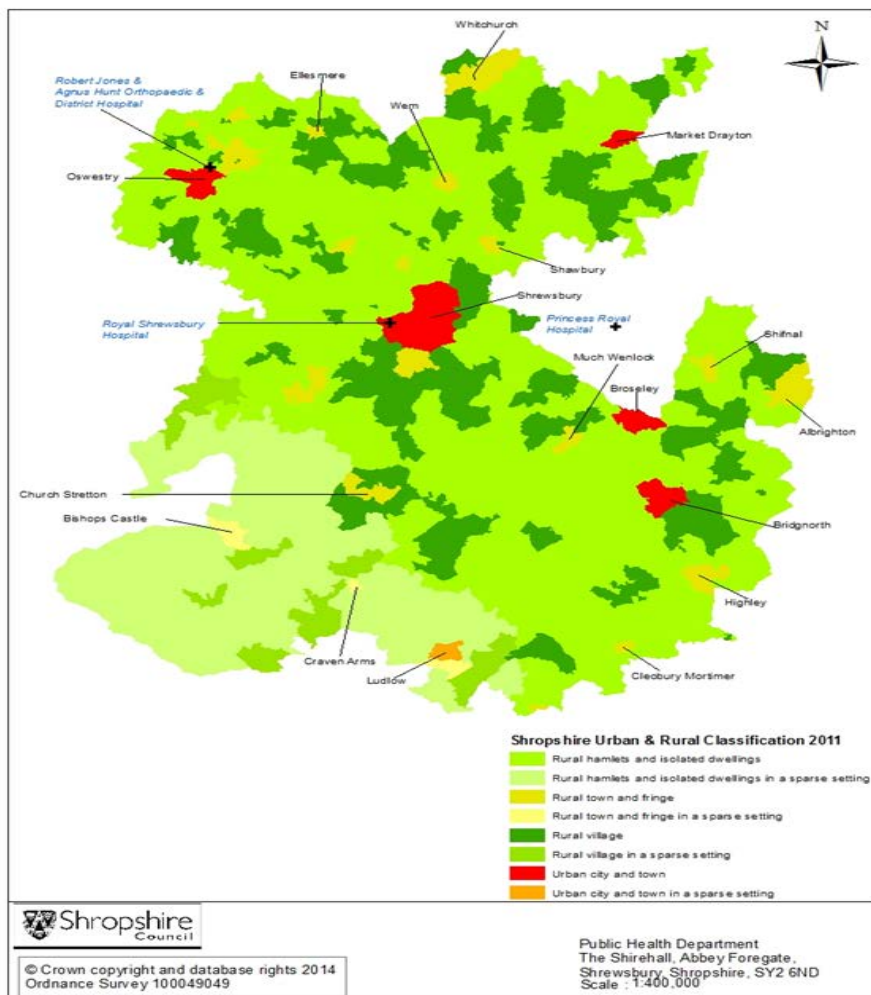 Whitchurch
N
Robert Jones &
Agnus Hunt Orthopaedic &
District Hospital
Ellesmere
Wem
Market Drayton
Oswestry
Shawbury
Shrewsbury
Royal Shrewsbury
Hospital
Princess Royal
Hospital
Shifnal
Much Wenlock
Broseley
Albrighton
Church Stretton
Bishops Castle
Bridgnorth
Highley
Craven Arms
Ludlow
Cleobury Mortimer
Shropshire Urban & Rural Classification 2011
Rural hamlets and isolated dwellings
Rural hamlets and isolated dwellings in a sparse setting
Rural town and fringe
Rural town and fringe in a sparse setting
Rural village
Rural village in a sparse setting
Urban city and town
Urban city and town in a sparse setting
Shropshire
Council
© Crown copyright and database rights 2014
Ordnance Survey 100049049
Public Health Department
The Shirehall, Abbey Foregate,
Shrewsbury, Shropshire, SY2 6ND
Scale : 1:400,000